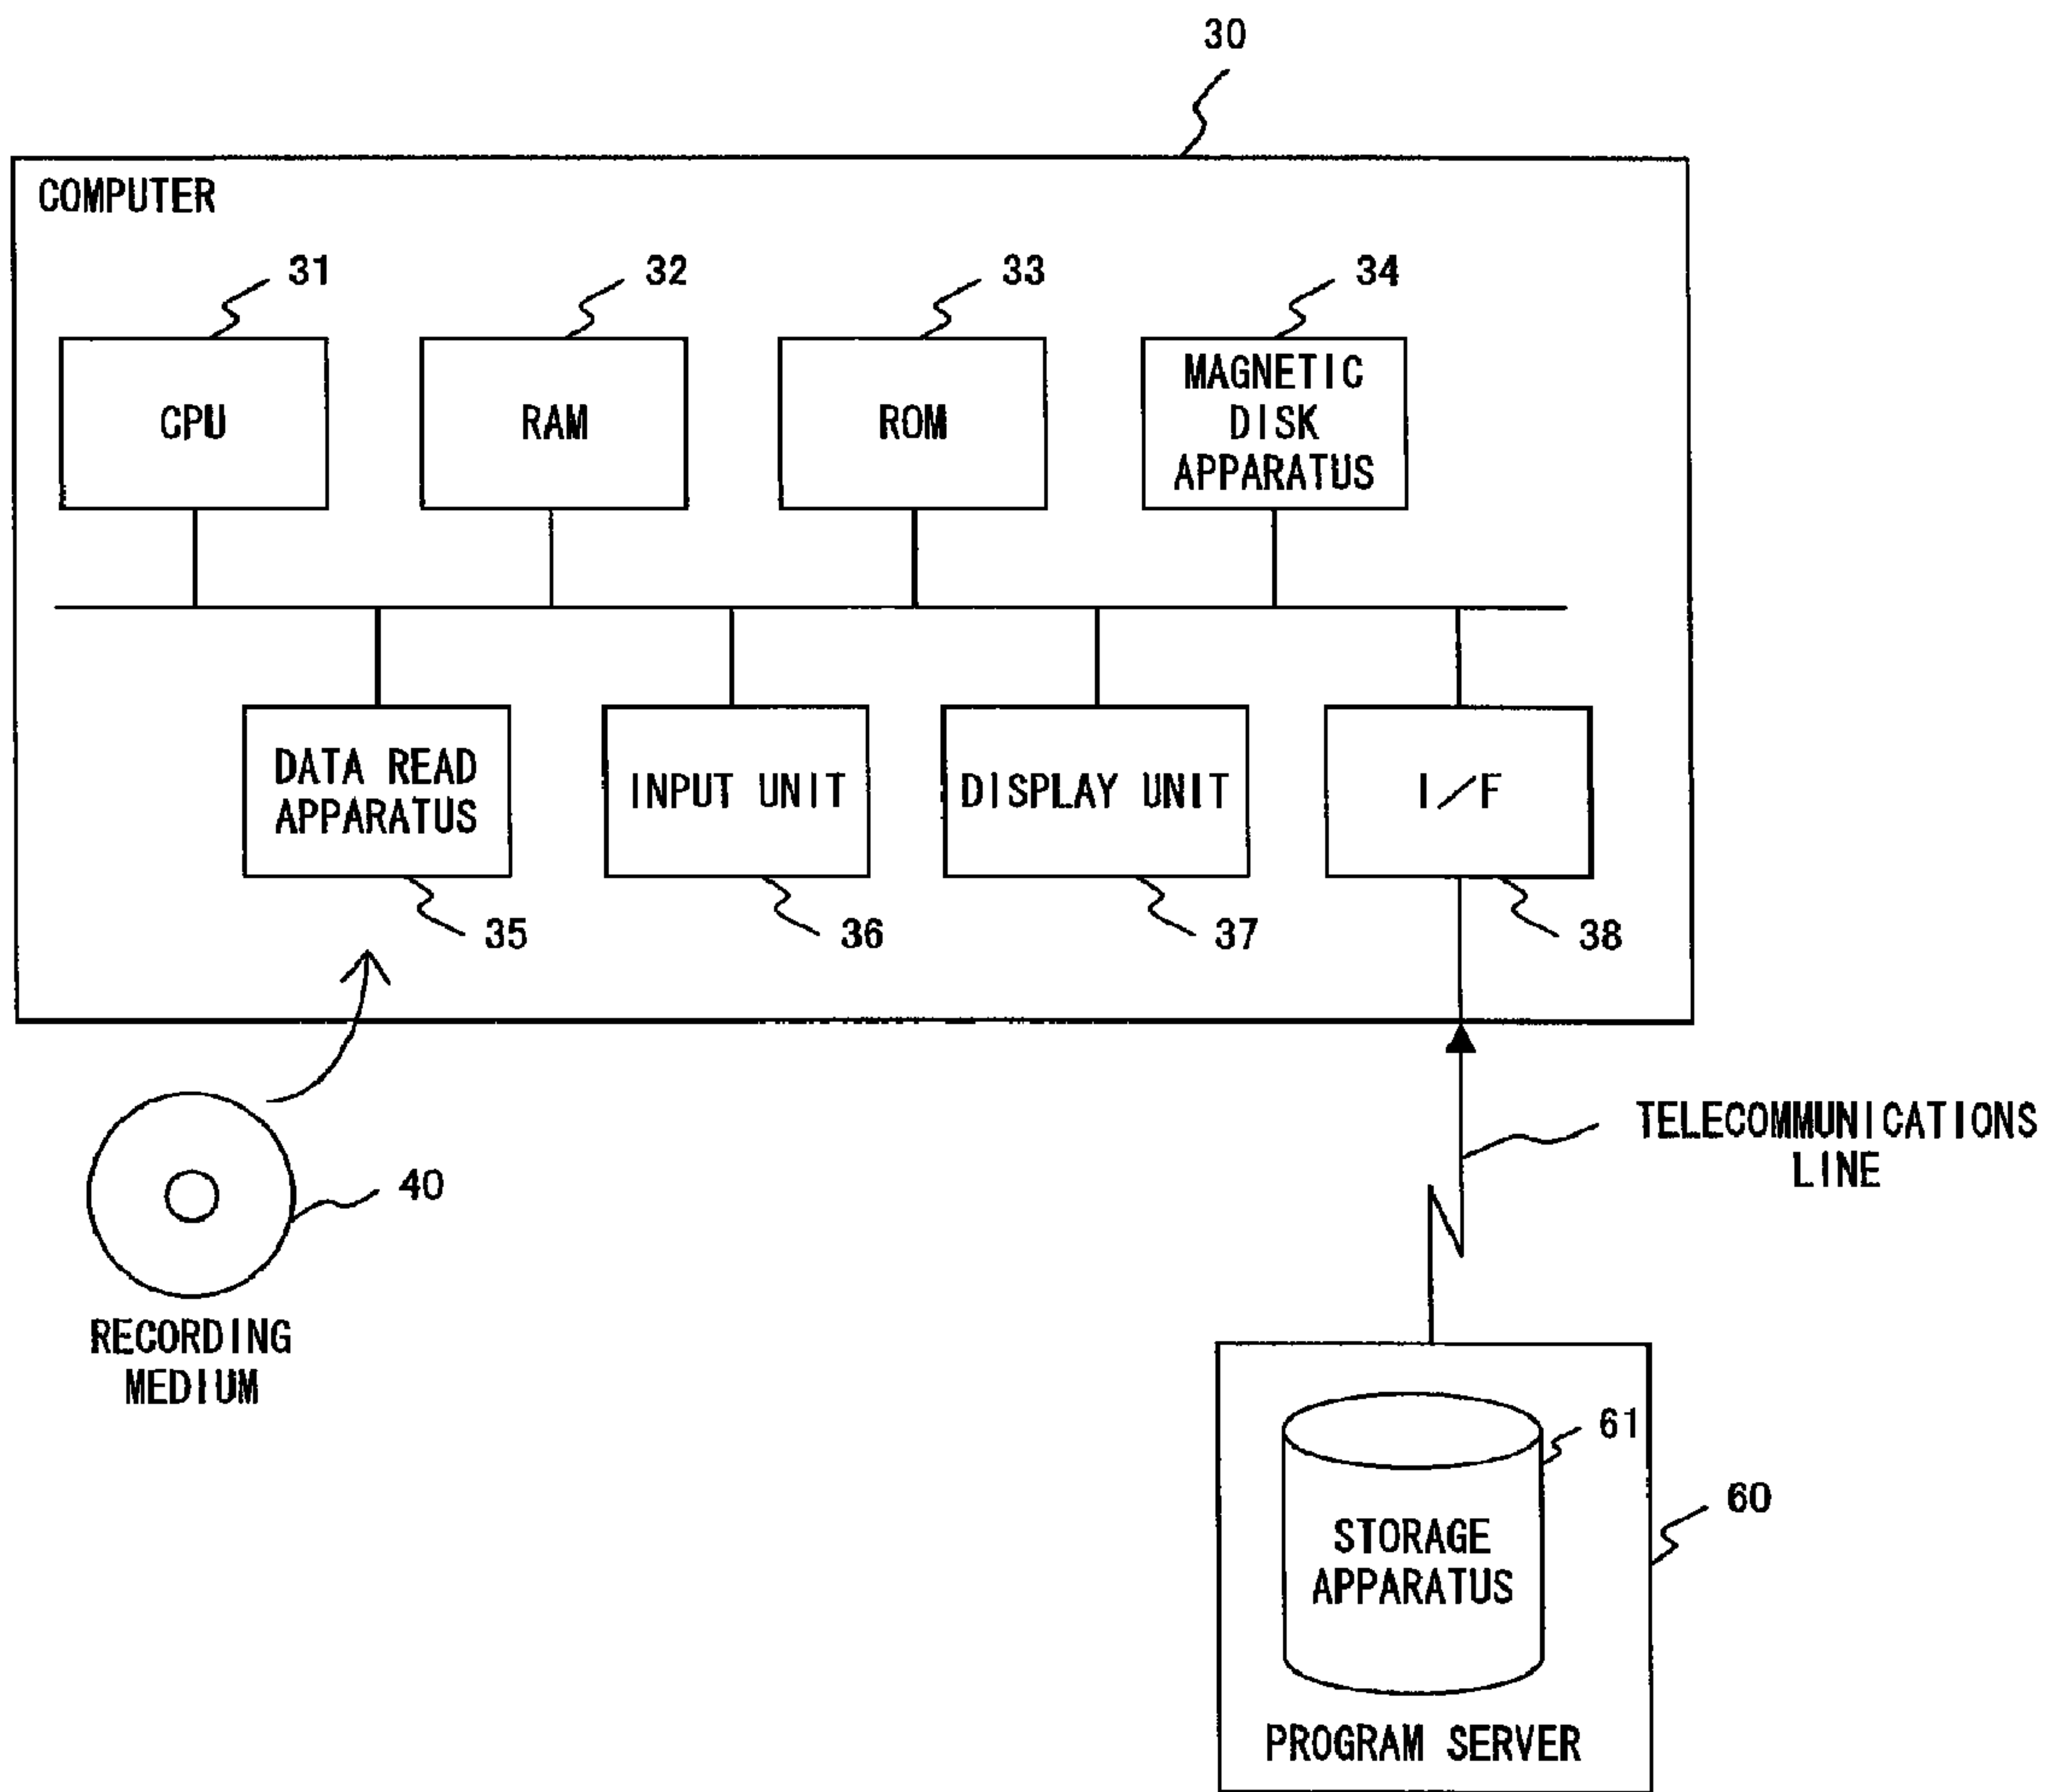 30
COMPUTER
31
32
33
34
CPU
RAM
ROM
MAGNETIC
DISK
APPARATUS
DATA READ
APPARATUS
INPUT UNIT
DISPLAY UNIT
I/F
35
36
37
38
TELECOMMUNICATIONS
LINE
40
RECORDING
MEDIUM
61
60
STORAGE
APPARATUS
PROGRAM SERVER